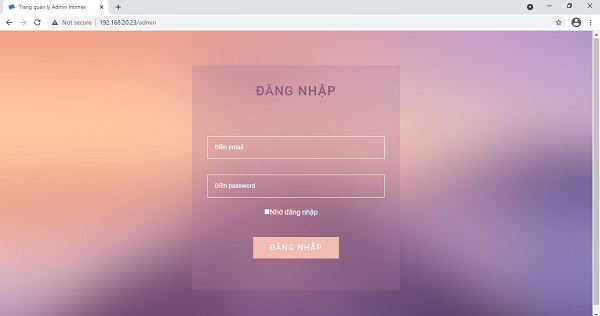 Trang quản lý Admin Intimex
Not secure | 192.168.20.23/admin
ĐĂNG NHẬP
Điền email
Điền password
Nhớ đăng nhập
ĐĂNG NHẬP